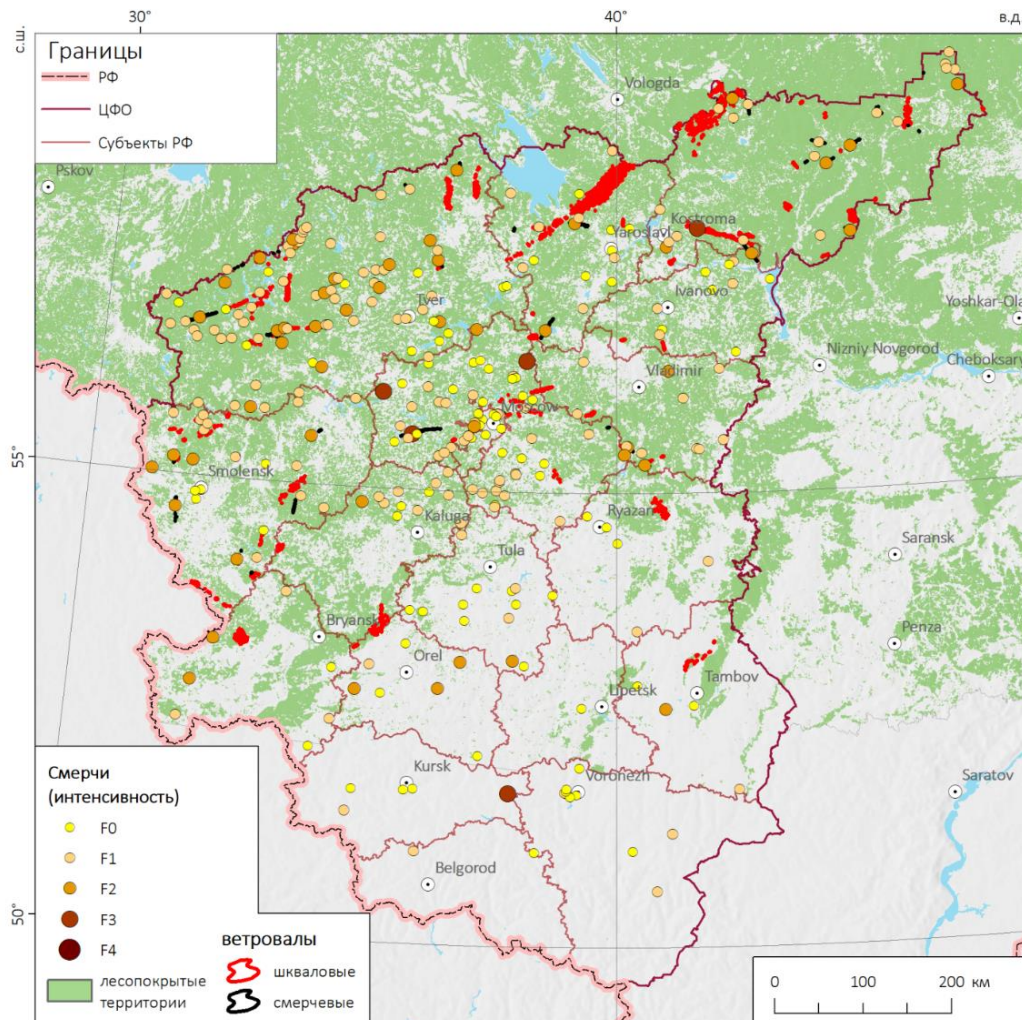 30°
40°
с.ш.
в.д.
Границы
РФ
ЦФО
Субъекты РФ
Vologda
Pskov
Kostroma
Yaroslavl
Ivanovo
Yoshkar-Ola
Tver
Nizniy Novgorod
Cheboksary
Vladimir
Moscow
55°
Smolensk
Kaluga
Ryazan
Tula
Saransk
Bryansk
Penza
Orel
Tambov
Lipetsk
Kursk
Voronezh
Saratov
Belgorod
50°
Смерчи
(интенсивность)
F0
F1
F2
F3
F4
лесопокрытые
территории
ветровалы
шкваловые
смерчевые
0 100 200 км